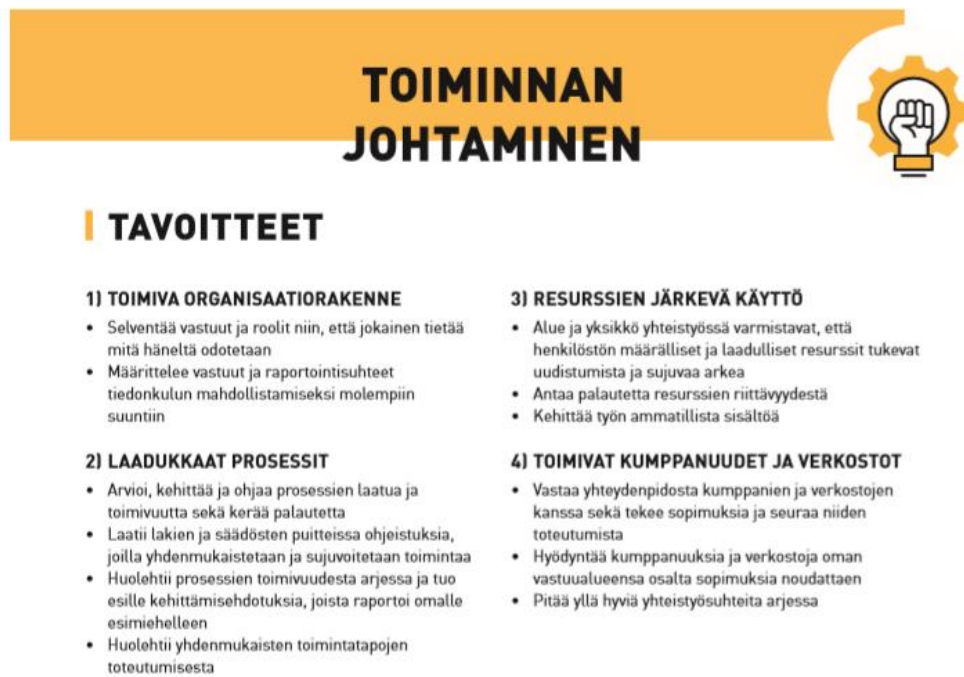 TOIMINNAN
JOHTAMINEN
TAVOITTEET
1) TOIMIVA ORGANISAATIORAKENNE
• Selventää vastuut ja roolit niin, että jokainen tietää
mitä häneltä odotetaan
• Määrittelee vastuut ja raportointisuhteet
tiedonkulun mahdollistamiseksi molempiin
suuntiin
2) LAADUKKAAT PROSESSIT
• Arvioi, kehittää ja ohjaa prosessien laatua ja
toimivuutta sekä kerää palautetta
• Laatii lakien ja säädösten puitteissa ohjeistuksia,
joilla yhdenmukaistetaan ja sujuvoitetaan toimintaa
• Huolehtii prosessien toimivuudesta arjessa ja tuo
esille kehittämisehdotuksia, joista raportoi omalle
esimiehelleen
• Huolehtii yhdenmukaisten toimintatapojen
toteutumisesta
3) RESURSSIEN JÄRKEVÄ KÄYTTÖ
• Alue ja yksikkö yhteistyössä varmistavat, että
henkilöstön määrälliset ja laadulliset resurssit tukevat
uudistumista ja sujuvaa arkea
• Antaa palautetta resurssien riittävyydestä
• Kehittää työn ammatillista sisältöä
4) TOIMIVAT KUMPPANUUDET JA VERKOSTOT
• Vastaa yhteydenpidosta kumppanien ja verkostojen
kanssa sekä tekee sopimuksia ja seuraa niiden
toteutumista
• Hyödyntää kumppanuuksia ja verkostoja oman
vastuualueensa osalta sopimuksia noudattaen
• Pitää yllä hyviä yhteistyösuhteita arjessa